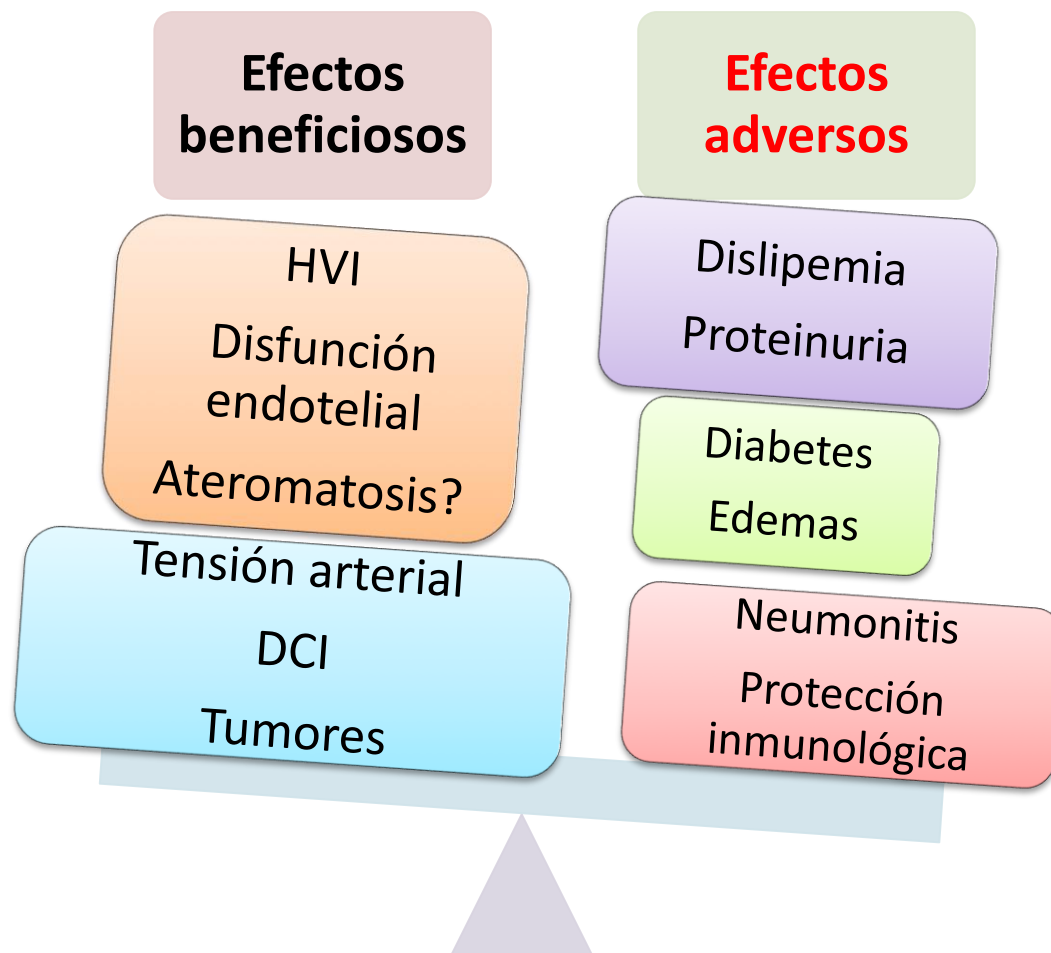 Efectos
beneficiosos
HVI
Disfunción
endotelial
Ateromatosis?
Tensión arterial
DCI
Tumores
Efectos
adversos
Dislipemia
Proteinuria
Diabetes
Edemas
Neumonitis
Protección
inmunológica